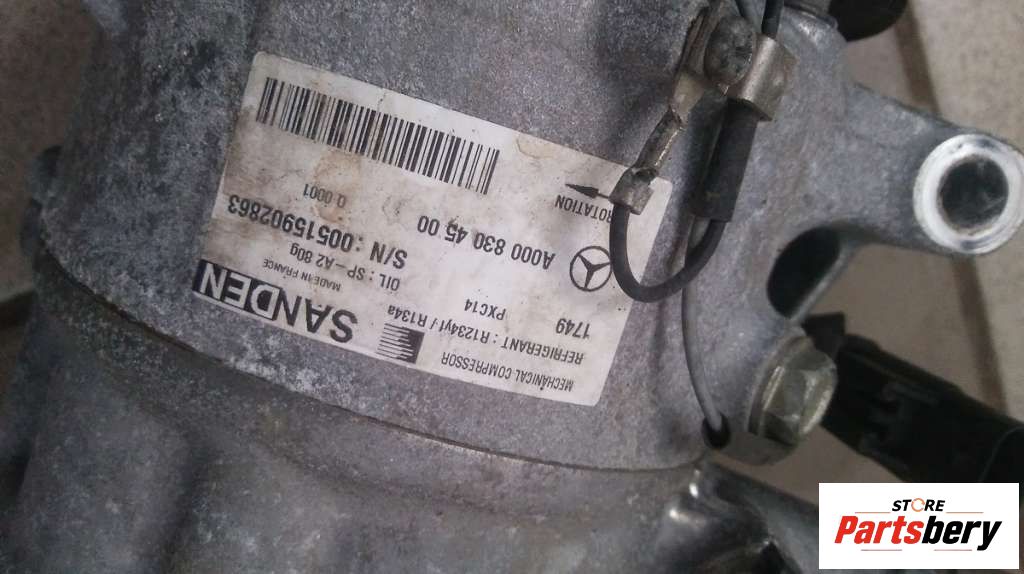 SANDEN
MECHANICAL COMPRESSOR
REFRIGERANT : R1234yf / R134a
1749 PXC14
MADE IN FRANCE
OIL : SP-A2 80g
S/N : 00515902863
A000 830 45 00
0.0001
ROTATION
STORE
Partsbery